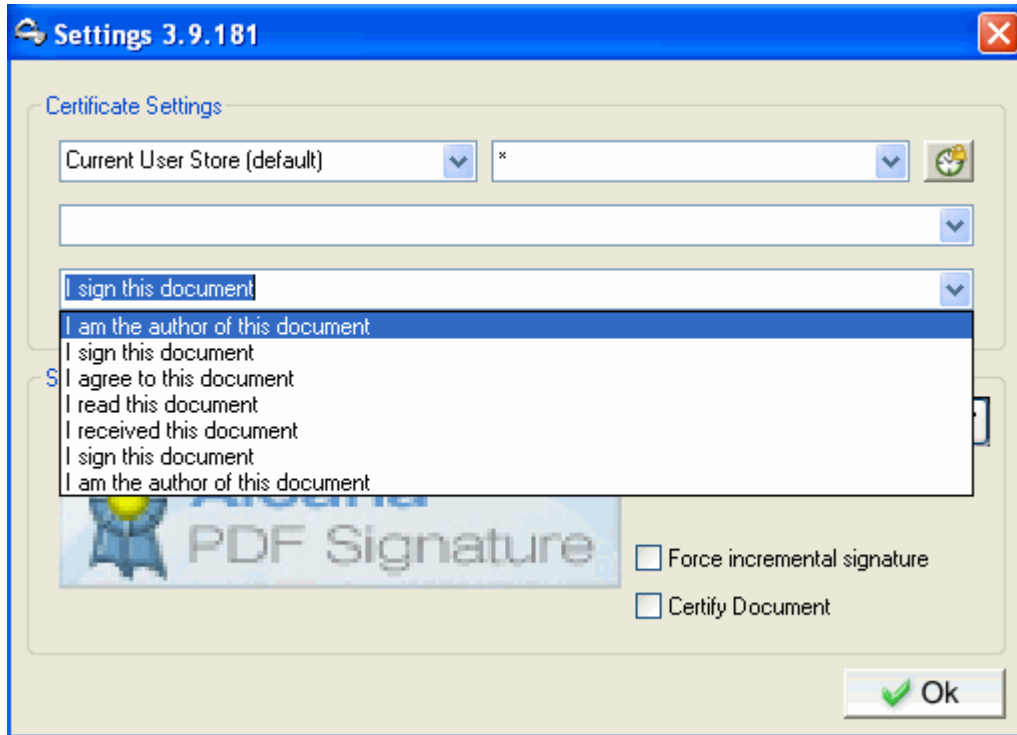 Settings 3.9.181
Certificate Settings
Current User Store (default) *
I sign this document
I am the author of this document
I sign this document
I agree to this document
I read this document
I received this document
I sign this document
I am the author of this document
PDF Signature
Force incremental signature
Certify Document
Ok